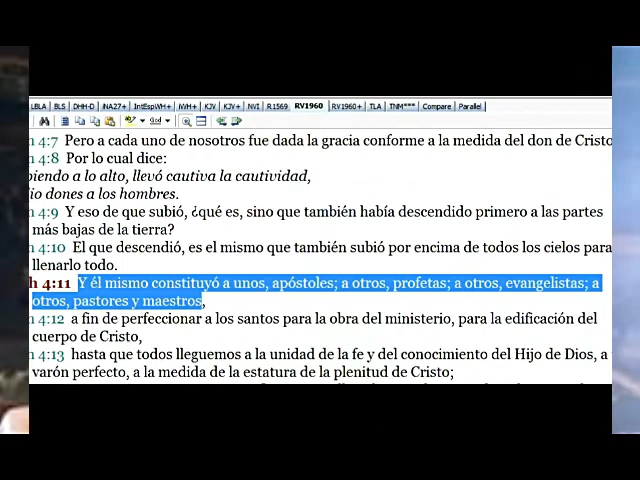 LBLA BLS DHH-D iNA27+ IntEspWH+ iWH+ KJV KJV+ NVI R1569 RV1960 RV1960+ TLA TNM*** Compare Parallel
h 4:7 Pero a cada uno de nosotros fue dada la gracia conforme a la medida del don de Cristo
h 4:8 Por lo cual dice:
biendo a lo alto, llevó cautiva la cautividad,
dio dones a los hombres.
h 4:9 Y eso de que subió, ¿qué es, sino que también había descendido primero a las partes
más bajas de la tierra?
h 4:10 El que descendió, es el mismo que también subió por encima de todos los cielos para
llenarlo todo.
h 4:11 Y él mismo constituyó a unos, apóstoles; a otros, profetas; a otros, evangelistas; a
otros, pastores y maestros,
h 4:12 a fin de perfeccionar a los santos para la obra del ministerio, para la edificación del
cuerpo de Cristo,
h 4:13 hasta que todos lleguemos a la unidad de la fe y del conocimiento del Hijo de Dios, a
varón perfecto, a la medida de la estatura de la plenitud de Cristo;